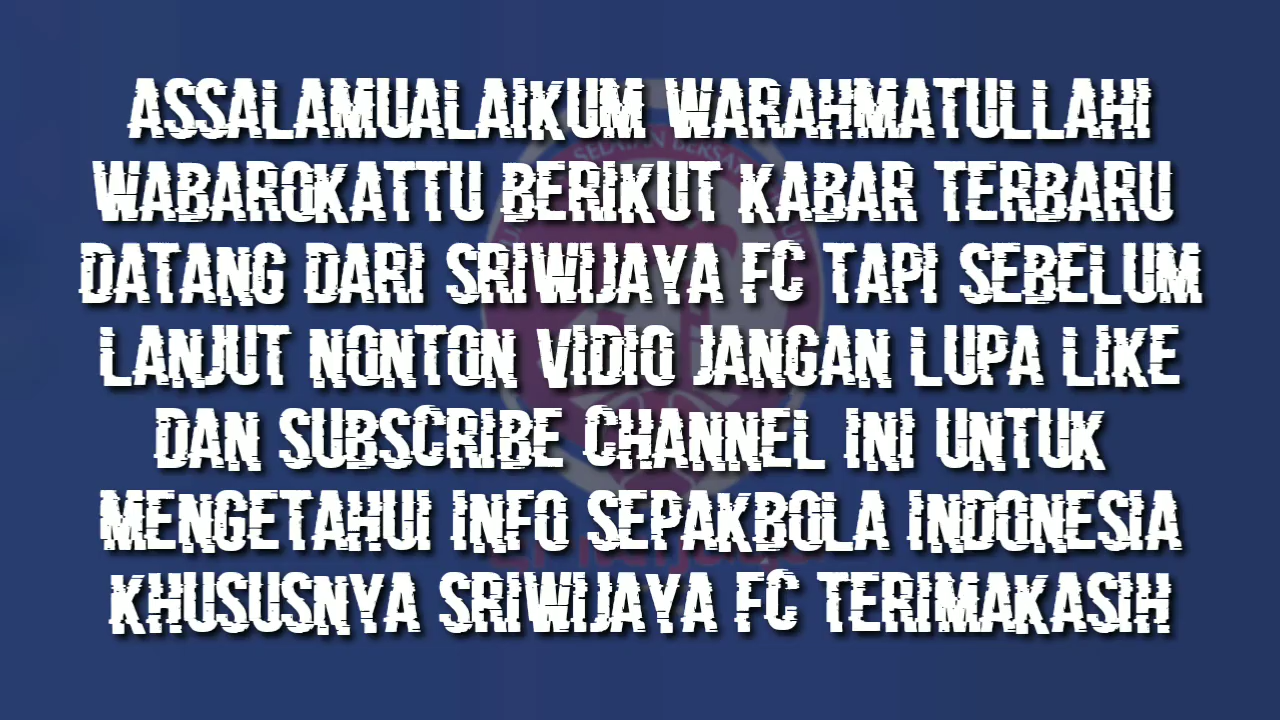 ASSALAMUALAIKUM WARAHMATULLAHI
WABAROKATTU BERIKUT KABAR TERBARU
DATANG DARI SRIWIJAYA FC TAPI SEBELUM
LANJUT NONTON VIDIO JANGAN LUPA LIKE
DAN SUBSCRIBE CHANNEL INI UNTUK
MENGETAHUI INFO SEPAKBOLA INDONESIA
KHUSUSNYA SRIWIJAYA FC TERIMAKASIH